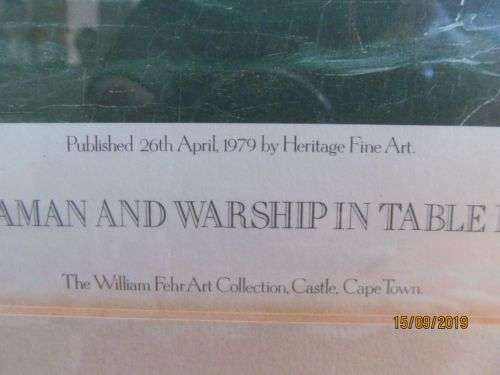 Published 26th April, 1979 by Heritage Fine Art.
AMAN AND WARSHIP IN TABLE
The William Fehr Art Collection, Castle, Cape Town.
15/09/2019